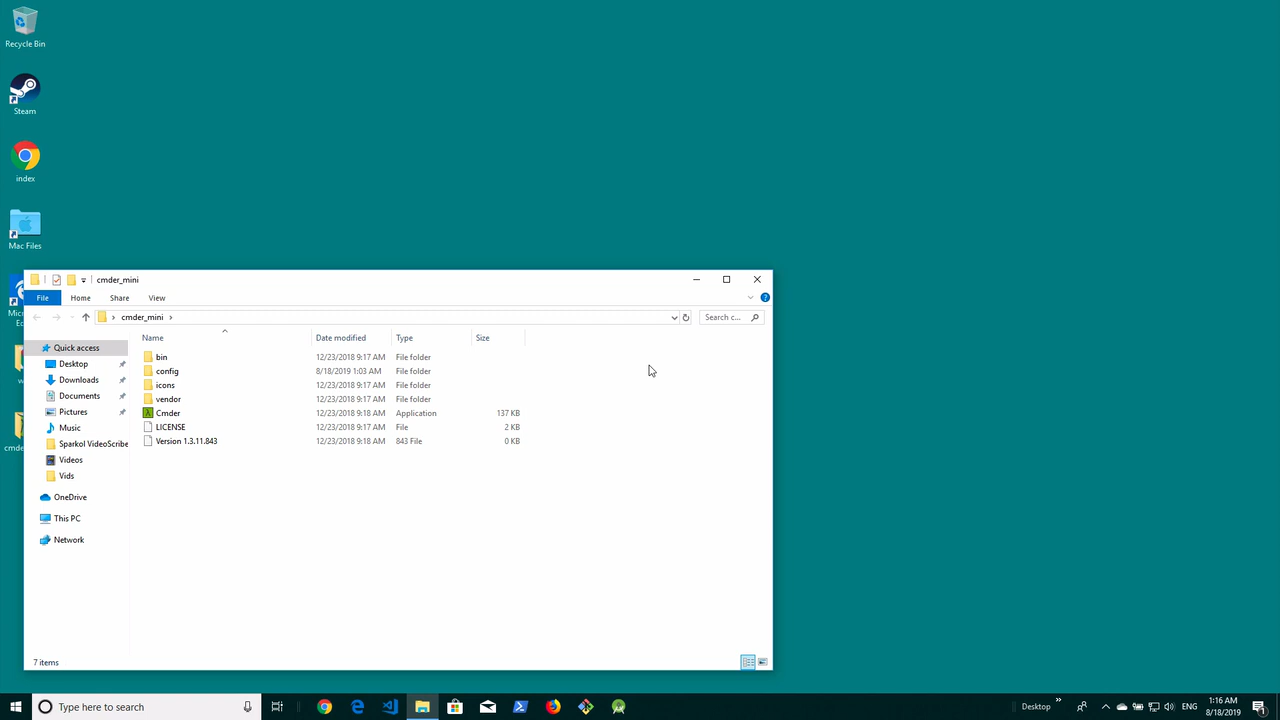 Recycle Bin
Steam
index
Mac Files
cmder_mini
File Home Share View
cmder_mini
Search c...
Name Date modified Type Size
Quick access
Desktop
Downloads
Documents
Pictures
Music
Sparkol VideoScribe
Videos
Vids
OneDrive
This PC
Network
bin 12/23/2018 9:17 AM File folder
config 8/18/2019 1:03 AM File folder
icons 12/23/2018 9:17 AM File folder
vendor 12/23/2018 9:17 AM File folder
Cmder 12/23/2018 9:18 AM Application 137 KB
LICENSE 12/23/2018 9:17 AM File 2 KB
Version 1.3.11.843 12/23/2018 9:18 AM 843 File 0 KB
7 items
Type here to search
Desktop
ENG
1:16 AM
8/18/2019